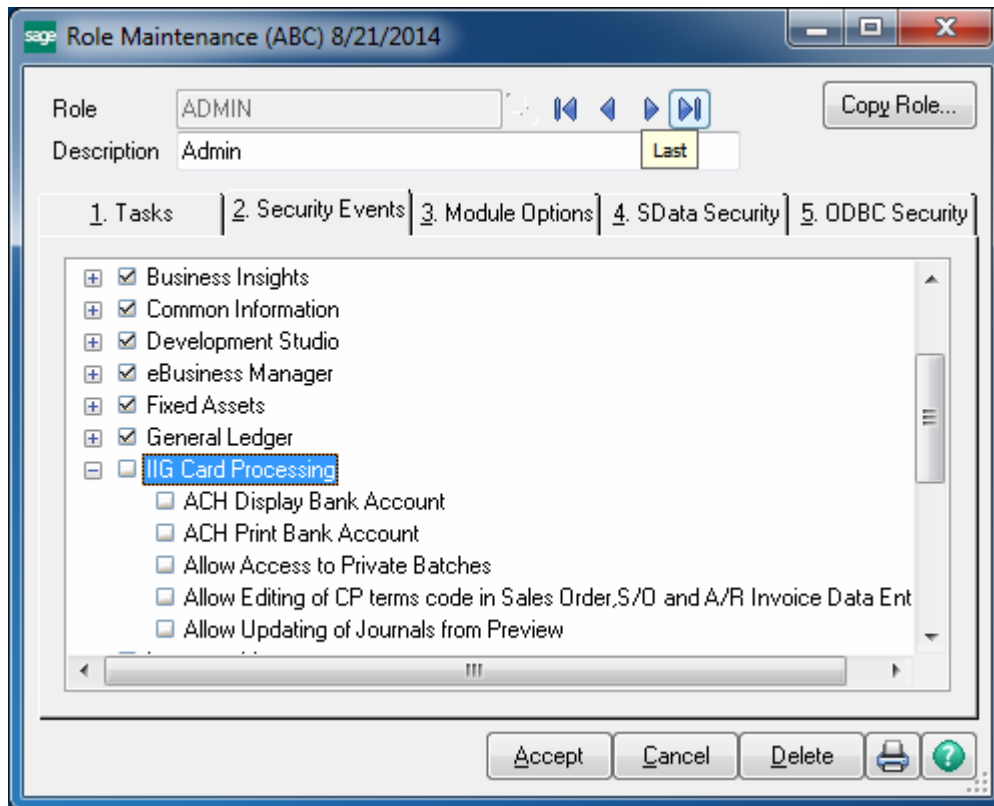 sage Role Maintenance (ABC) 8/21/2014
Role ADMIN Copy Role...
Description Admin Last
1. Tasks 2. Security Events 3. Module Options 4. SData Security 5. ODBC Security
Business Insights
Common Information
Development Studio
eBusiness Manager
Fixed Assets
General Ledger
IIG Card Processing
ACH Display Bank Account
ACH Print Bank Account
Allow Access to Private Batches
Allow Editing of CP terms code in Sales Order,S/O and A/R Invoice Data Ent
Allow Updating of Journals from Preview
Accept Cancel Delete ?